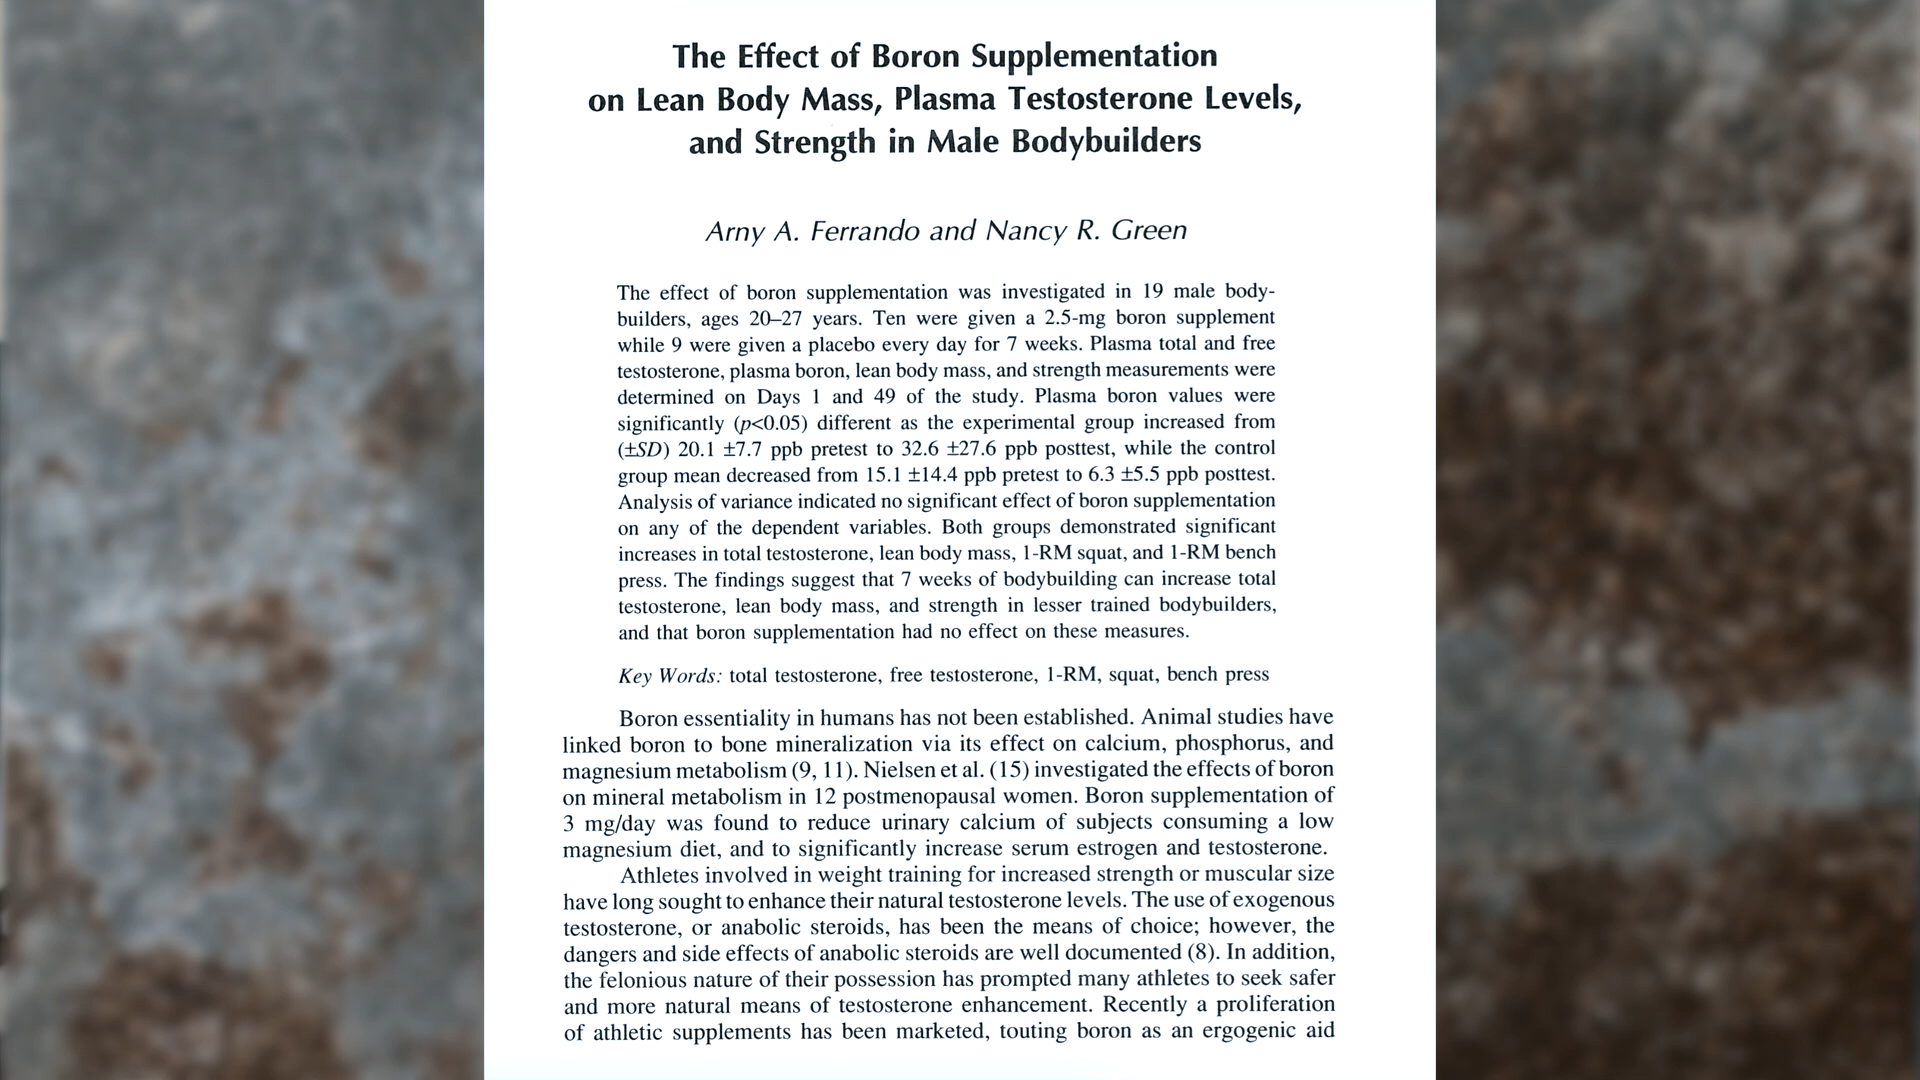 The Effect of Boron Supplementation
on Lean Body Mass, Plasma Testosterone Levels,
and Strength in Male Bodybuilders
Arny A. Ferrando and Nancy R. Green
The effect of boron supplementation was investigated in 19 male body-
builders, ages 20–27 years. Ten were given a 2.5-mg boron supplement
while 9 were given a placebo every day for 7 weeks. Plasma total and free
testosterone, plasma boron, lean body mass, and strength measurements were
determined on Days 1 and 49 of the study. Plasma boron values were
significantly (p<0.05) different as the experimental group increased from
(±SD) 20.1 ±7.7 ppb pretest to 32.6 ±27.6 ppb posttest, while the control
group mean decreased from 15.1 ±14.4 ppb pretest to 6.3 ±5.5 ppb posttest.
Analysis of variance indicated no significant effect of boron supplementation
on any of the dependent variables. Both groups demonstrated significant
increases in total testosterone, lean body mass, 1-RM squat, and 1-RM bench
press. The findings suggest that 7 weeks of bodybuilding can increase total
testosterone, lean body mass, and strength in lesser trained bodybuilders,
and that boron supplementation had no effect on these measures.
Key Words: total testosterone, free testosterone, 1-RM, squat, bench press
Boron essentiality in humans has not been established. Animal studies have
linked boron to bone mineralization via its effect on calcium, phosphorus, and
magnesium metabolism (9, 11). Nielsen et al. (15) investigated the effects of boron
on mineral metabolism in 12 postmenopausal women. Boron supplementation of
3 mg/day was found to reduce urinary calcium of subjects consuming a low
magnesium diet, and to significantly increase serum estrogen and testosterone.
Athletes involved in weight training for increased strength or muscular size
have long sought to enhance their natural testosterone levels. The use of exogenous
testosterone, or anabolic steroids, has been the means of choice; however, the
dangers and side effects of anabolic steroids are well documented (8). In addition,
the felonious nature of their possession has prompted many athletes to seek safer
and more natural means of testosterone enhancement. Recently a proliferation
of athletic supplements has been marketed, touting boron as an ergogenic aid